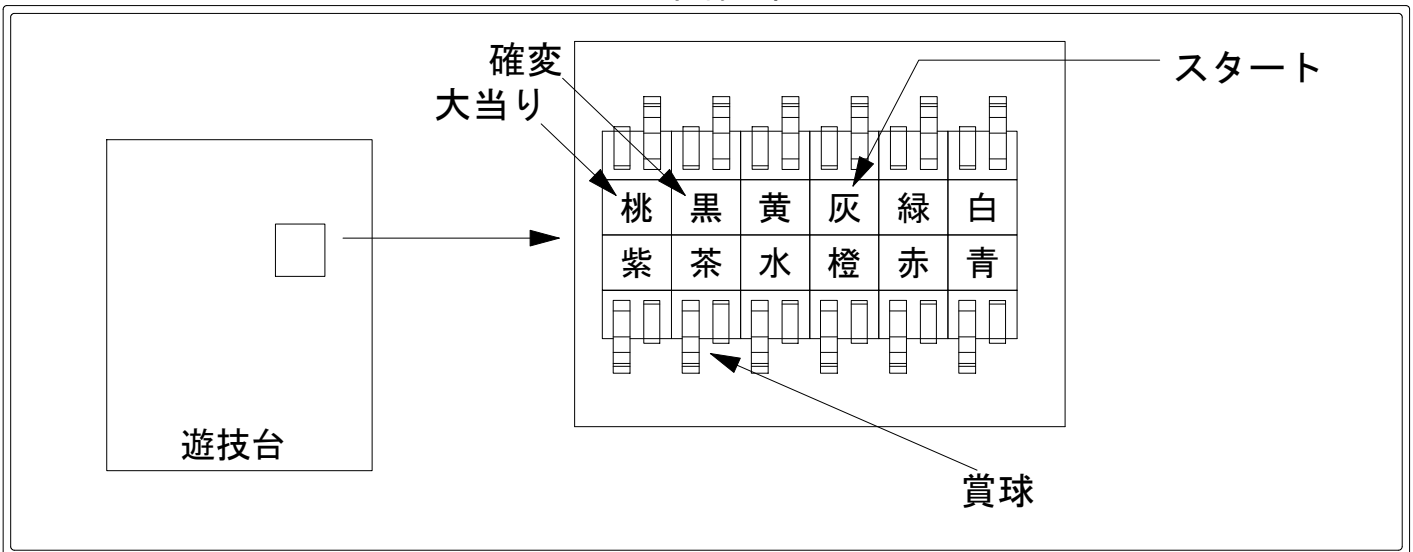 確変
スタート
大当り
桃 黒 黄 灰 緑 白
紫 茶 水 橙 赤 青
遊技台
賞球